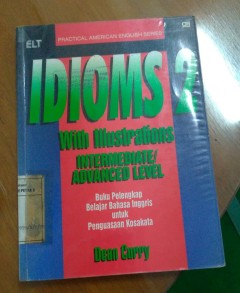 PRACTICAL AMERICAN ENGLISH SERIES
ELT
IDIOMS 2
With Illustrations
INTERMEDIATE/
ADVANCED LEVEL
Buku Pelengkap
Belajar Bahasa Inggris
untuk
Penguasaan Kosakata
Dean Curry